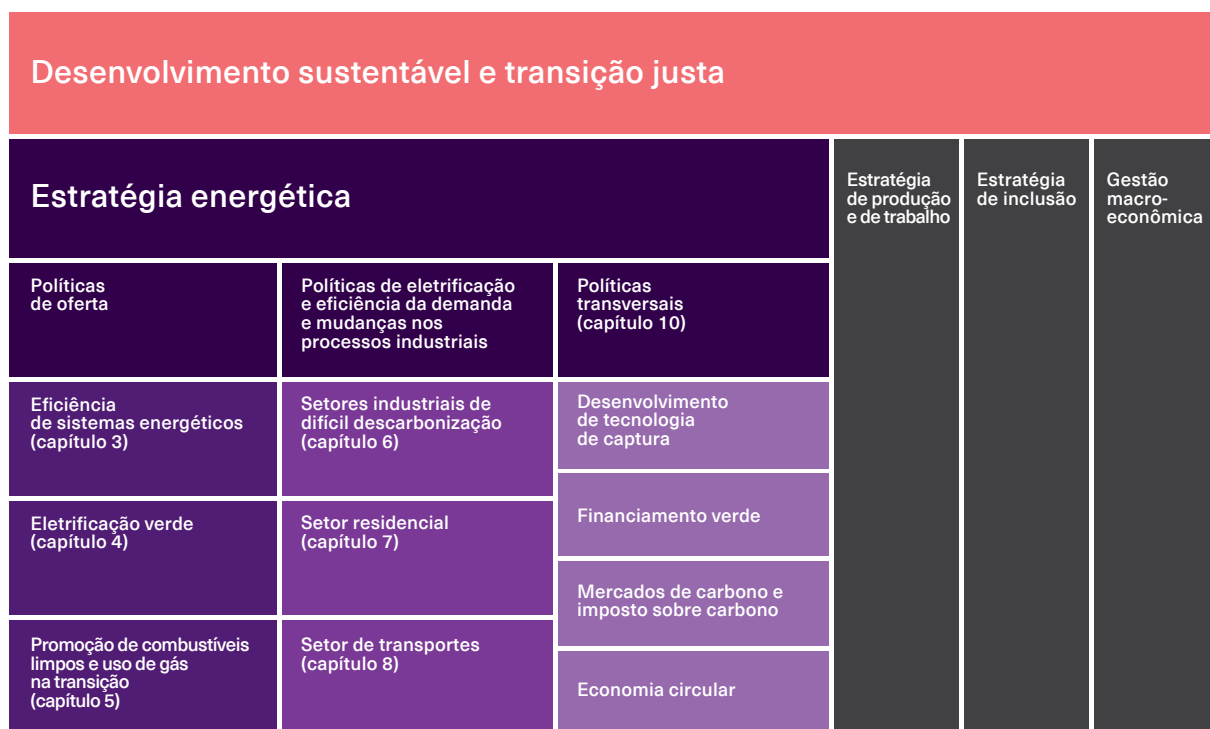 Desenvolvimento sustentável e transição justa
Estratégia energética
Estratégia
de produção
e de trabalho
Estratégia
de inclusão
Gestão
macro-
econômica
Políticas
de oferta
Políticas de eletrificação
e eficiência da demanda
e mudanças nos
processos industriais
Políticas
transversais
(capítulo 10)
Eficiência
de sistemas energéticos
(capítulo 3)
Setores industriais de
difícil descarbonização
(capítulo 6)
Desenvolvimento
de tecnologia
de captura
Eletrificação verde
(capítulo 4)
Setor residencial
(capítulo 7)
Financiamento verde
Mercados de carbono e
imposto sobre carbono
Promoção de combustíveis
limpos e uso de gás
na transição
(capítulo 5)
Setor de transportes
(capítulo 8)
Economia circular